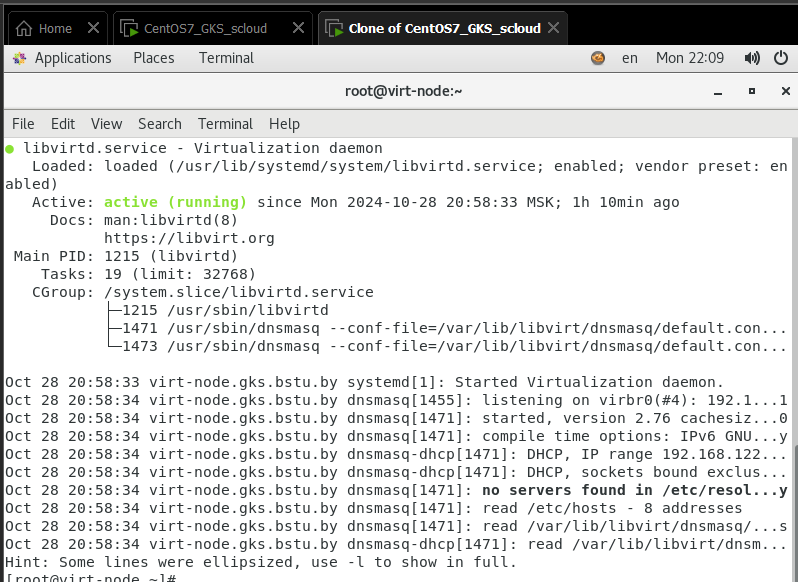 Home
CentOS7_GKS_scloud
Clone of CentOS7_GKS_scloud
Applications Places Terminal en Mon 22:09
root@virt-node:~
File Edit View Search Terminal Help
● libvirtd.service - Virtualization daemon
   Loaded: loaded (/usr/lib/systemd/system/libvirtd.service; enabled; vendor preset: en
abled)
   Active: active (running) since Mon 2024-10-28 20:58:33 MSK; 1h 10min ago
     Docs: man:libvirtd(8)
           https://libvirt.org
 Main PID: 1215 (libvirtd)
    Tasks: 19 (limit: 32768)
   CGroup: /system.slice/libvirtd.service
           ├─1215 /usr/sbin/libvirtd
           ├─1471 /usr/sbin/dnsmasq --conf-file=/var/lib/libvirt/dnsmasq/default.con...
           └─1473 /usr/sbin/dnsmasq --conf-file=/var/lib/libvirt/dnsmasq/default.con...
Oct 28 20:58:33 virt-node.gks.bstu.by systemd[1]: Started Virtualization daemon.
Oct 28 20:58:34 virt-node.gks.bstu.by dnsmasq[1455]: listening on virbr0(#4): 192.1...1
Oct 28 20:58:34 virt-node.gks.bstu.by dnsmasq[1471]: started, version 2.76 cachesiz...0
Oct 28 20:58:34 virt-node.gks.bstu.by dnsmasq[1471]: compile time options: IPv6 GNU...y
Oct 28 20:58:34 virt-node.gks.bstu.by dnsmasq-dhcp[1471]: DHCP, IP range 192.168.122...
Oct 28 20:58:34 virt-node.gks.bstu.by dnsmasq-dhcp[1471]: DHCP, sockets bound exclus...
Oct 28 20:58:34 virt-node.gks.bstu.by dnsmasq[1471]: no servers found in /etc/resol...y
Oct 28 20:58:34 virt-node.gks.bstu.by dnsmasq[1471]: read /etc/hosts - 8 addresses
Oct 28 20:58:34 virt-node.gks.bstu.by dnsmasq[1471]: read /var/lib/libvirt/dnsmasq/...s
Oct 28 20:58:34 virt-node.gks.bstu.by dnsmasq-dhcp[1471]: read /var/lib/libvirt/dnsm...
Hint: Some lines were ellipsized, use -l to show in full.
[root@virt-node ~]#